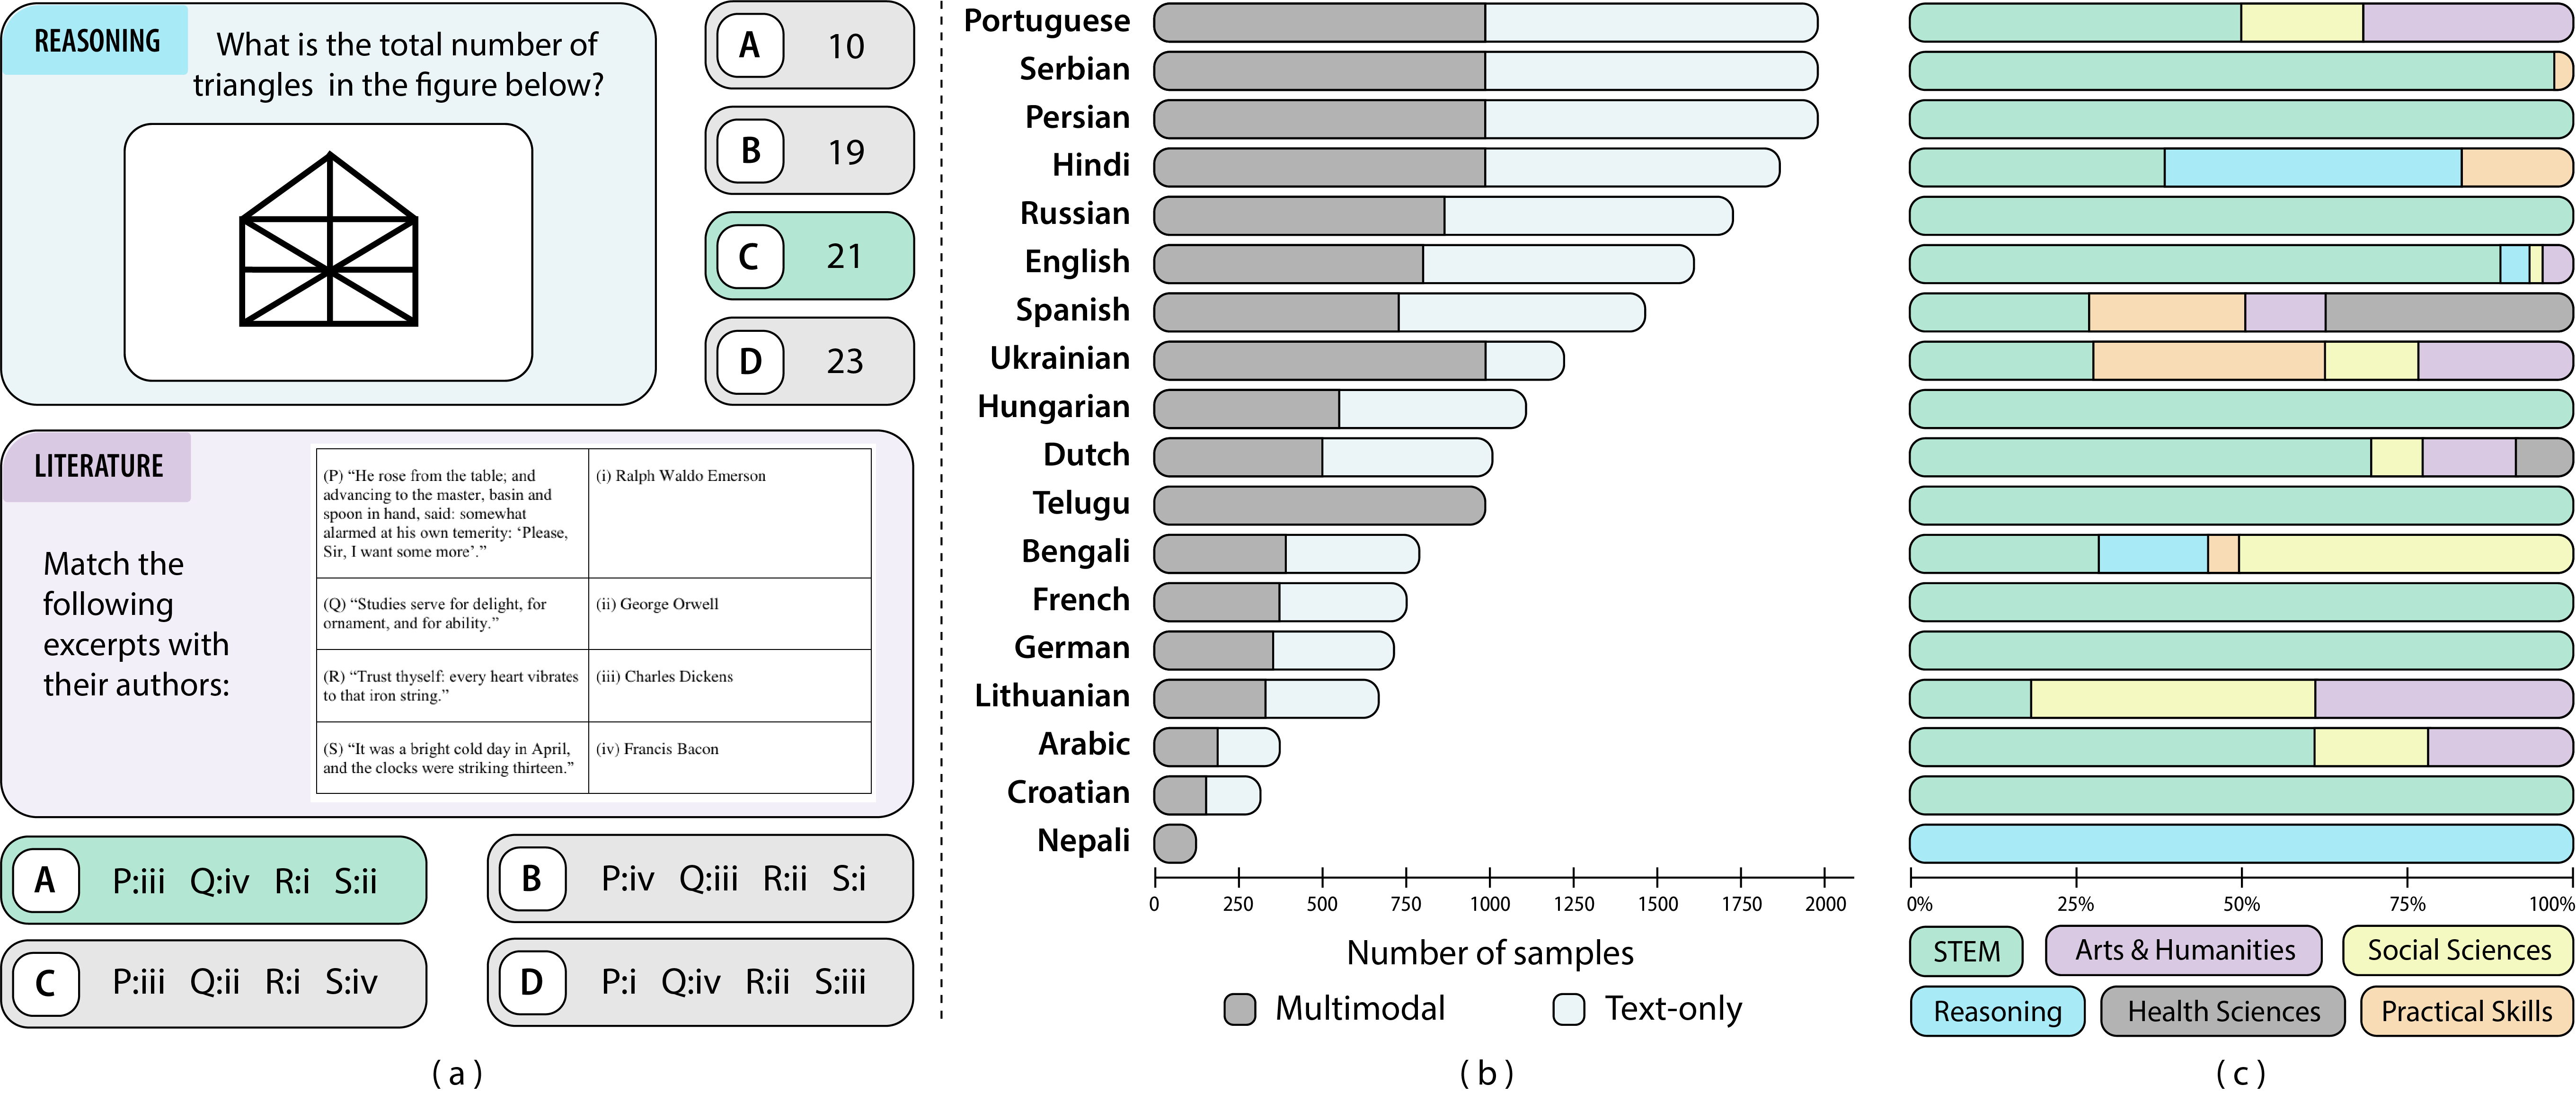 REASONING
What is the total number of
triangles in the figure below?
A 10
B 19
C 21
D 23
LITERATURE
Match the
following
excerpts with
their authors:
(P) “He rose from the table; and
advancing to the master, basin and
spoon in hand, said: somewhat
alarmed at his own temerity: ‘Please,
Sir, I want some more’.”
(i) Ralph Waldo Emerson
(Q) “Studies serve for delight, for
ornament, and for ability.”
(ii) George Orwell
(R) “Trust thyself: every heart vibrates
to that iron string.”
(iii) Charles Dickens
(S) “It was a bright cold day in April,
and the clocks were striking thirteen.”
(iv) Francis Bacon
A P:iii Q:iv R:i S:ii
B P:iv Q:iii R:ii S:i
C P:iii Q:ii R:i S:iv
D P:i Q:iv R:ii S:iii
( a )
Portuguese
Serbian
Persian
Hindi
Russian
English
Spanish
Ukrainian
Hungarian
Dutch
Telugu
Bengali
French
German
Lithuanian
Arabic
Croatian
Nepali
0 250 500 750 1000 1250 1500 1750 2000
Number of samples
Multimodal Text-only
( b )
0% 25% 50% 75% 100%
STEM Arts & Humanities Social Sciences
Reasoning Health Sciences Practical Skills
( c )